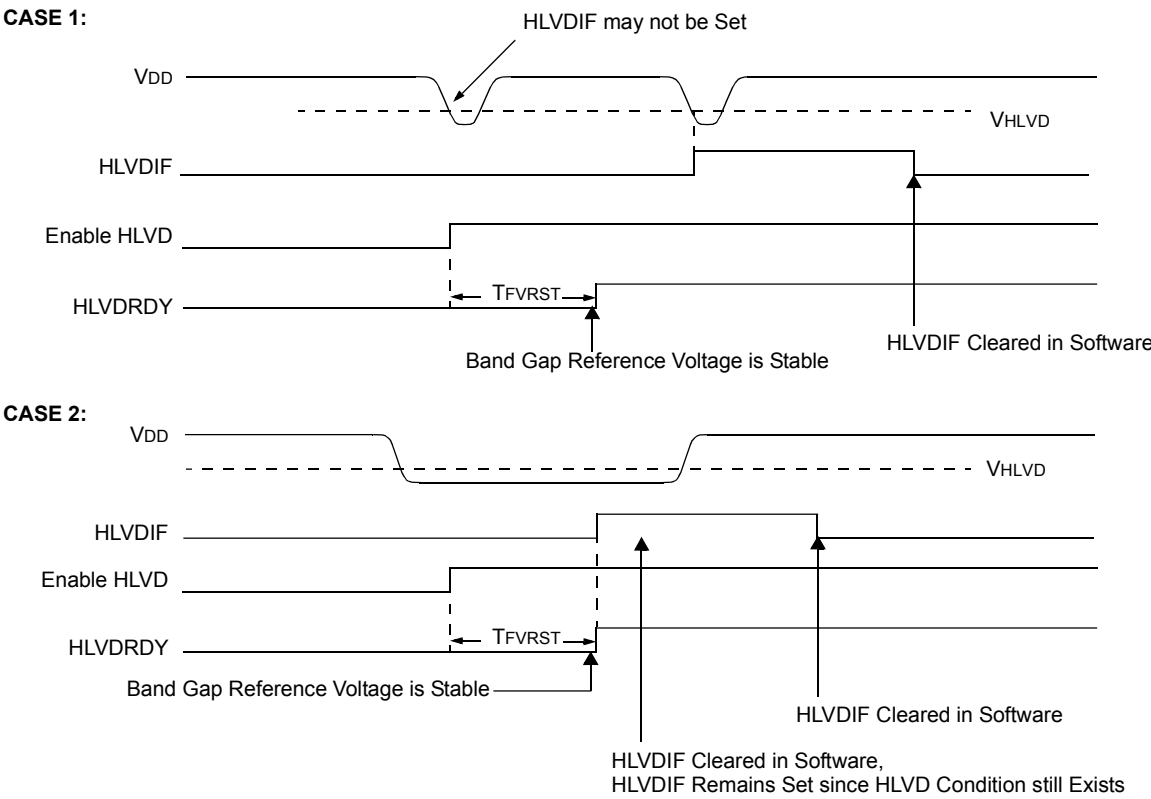 CASE 1:
HLVDIF may not be Set
VDD
VHLVD
HLVDIF
Enable HLVD
TFVRST
HLVDRDY
Band Gap Reference Voltage is Stable
HLVDIF Cleared in Software
CASE 2:
VDD
VHLVD
HLVDIF
Enable HLVD
TFVRST
HLVDRDY
Band Gap Reference Voltage is Stable
HLVDIF Cleared in Software
HLVDIF Cleared in Software,
HLVDIF Remains Set since HLVD Condition still Exists